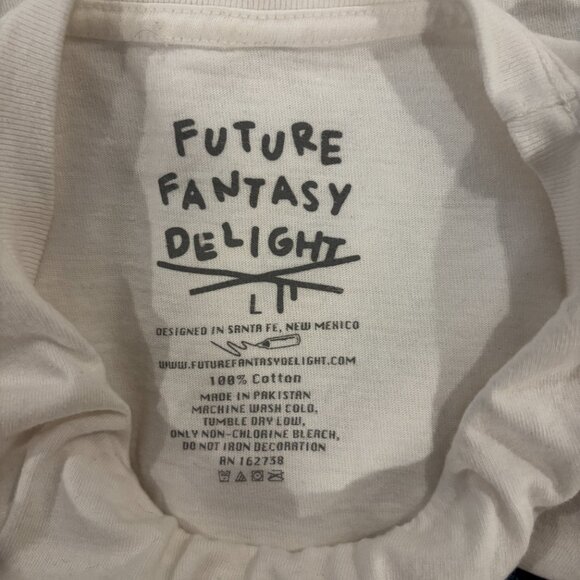 FUTURE
FANTASY
DELIGHT
L
DESIGNED IN SANTA FE, NEW MEXICO
WWW.FUTUREFANTASYDELIGHT.COM
100% Cotton
MADE IN PAKISTAN
MACHINE WASH COLD,
TUMBLE DRY LOW,
ONLY NON-CHLORINE BLEACH,
DO NOT IRON DECORATION
RN 162738